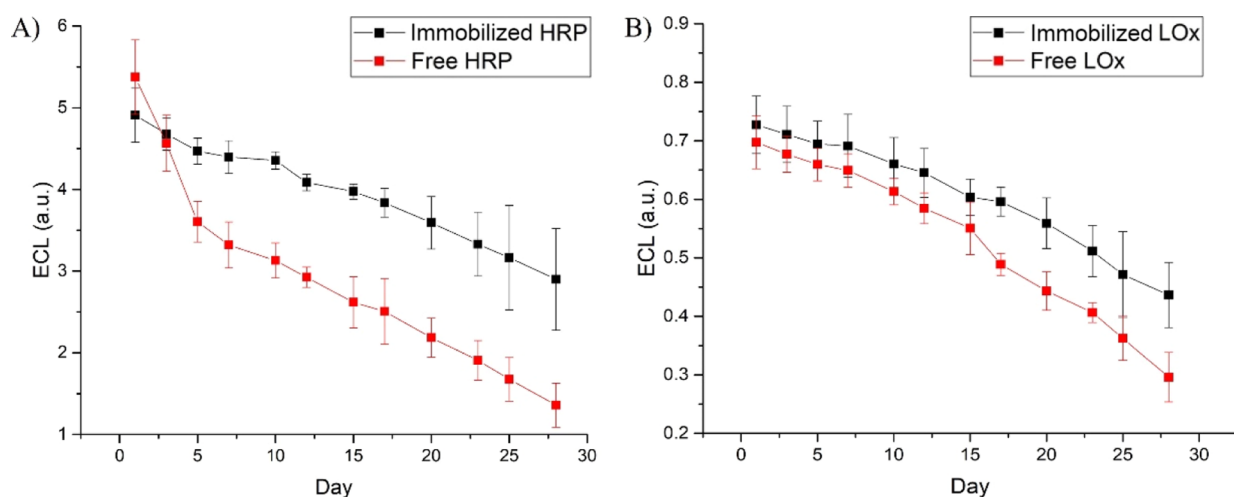 A)
Immobilized HRP
Free HRP
6
5
4
3
2
1
ECL (a.u.)
0 5 10 15 20 25 30
Day
B)
Immobilized LOx
Free LOx
0.9
0.8
0.7
0.6
0.5
0.4
0.3
0.2
ECL (a.u.)
0 5 10 15 20 25 30
Day